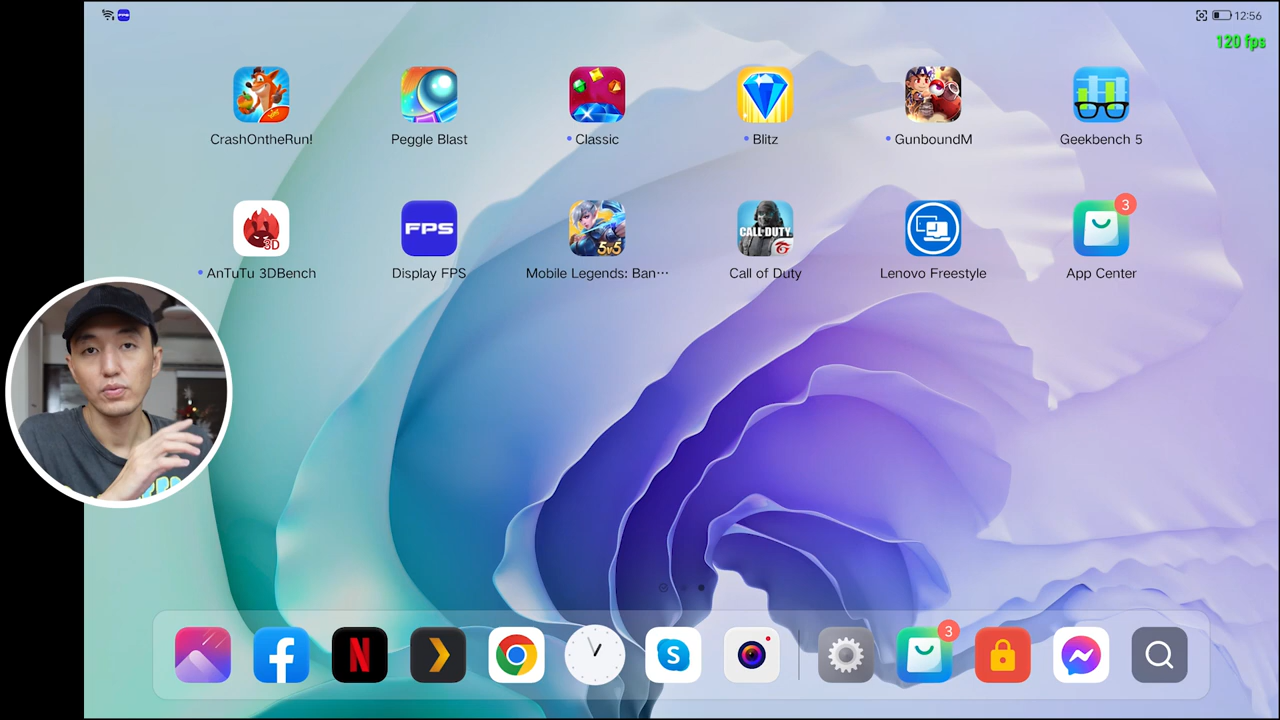 12:56
120 fps
CrashOntheRun!
Peggle Blast
Classic
Blitz
GunboundM
Geekbench 5
3D
AnTuTu 3DBench
FPS
Display FPS
5v5
Mobile Legends: Ban···
CALL OF DUTY
Call of Duty
Lenovo Freestyle
3
App Center
N
S
3